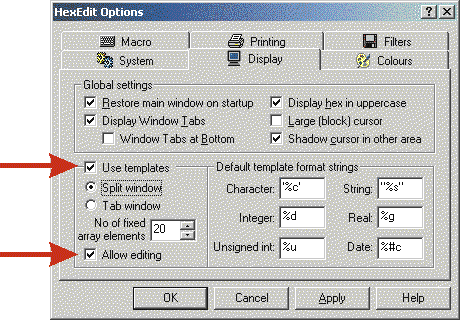 HexEdit Options
Macro Printing Filters
System Display Colours
Global settings
Restore main window on startup
Display Window Tabs
Window Tabs at Bottom
Display hex in uppercase
Large (block) cursor
Shadow cursor in other area
Use templates
Split window
Tab window
No of fixed
array elements 20
Allow editing
Default template format strings
Character: '%c' String: "%s"
Integer: %d Real: %g
Unsigned int: %u Date: %#c
OK Cancel Apply Help